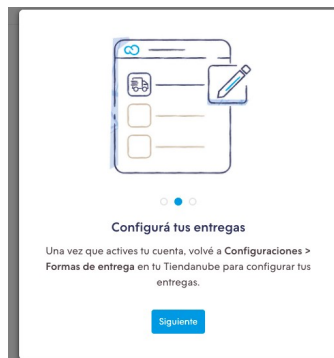 Configurá tus entregas
Una vez que actives tu cuenta, volvé a Configuraciones >
Formas de entrega en tu Tiendanube para configurar tus
entregas.
Siguiente